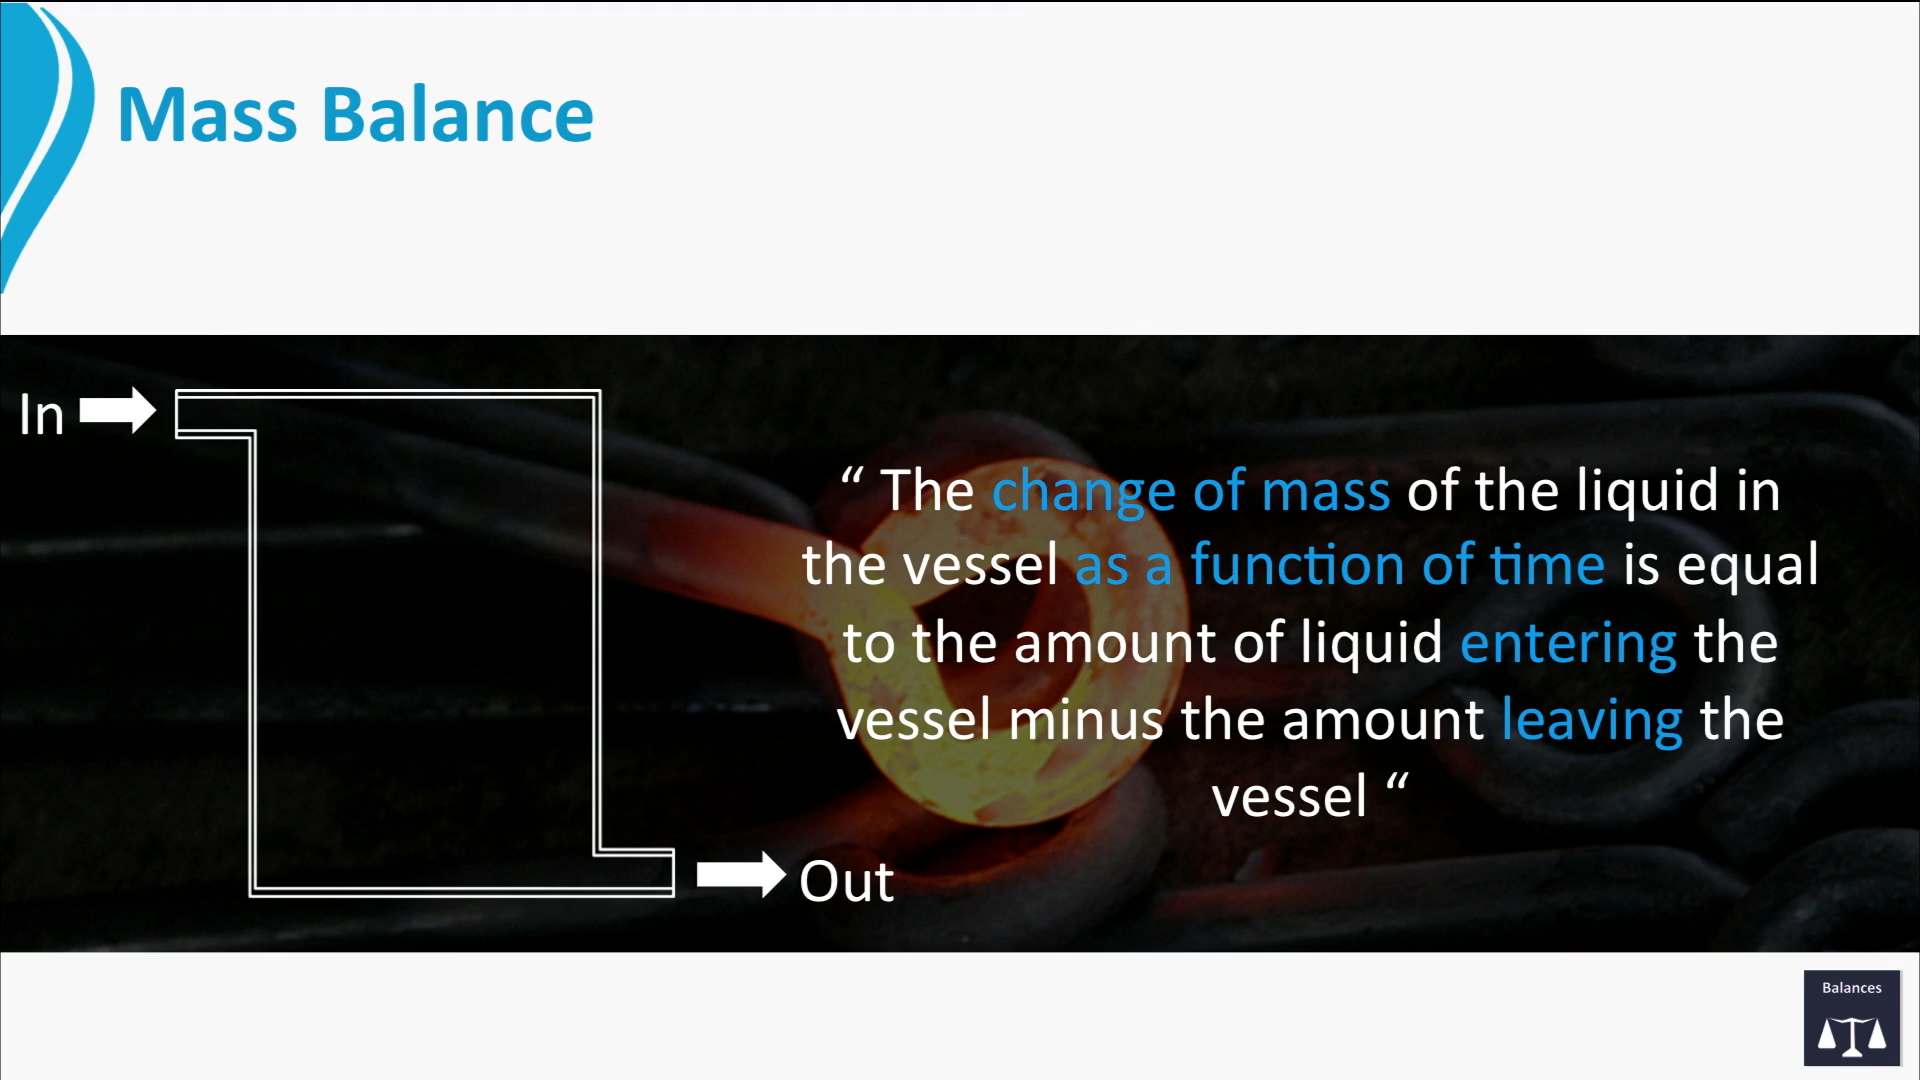 Mass Balance
In
“ The change of mass of the liquid in
the vessel as a function of time is equal
to the amount of liquid entering the
vessel minus the amount leaving the
vessel “
Out
Balances